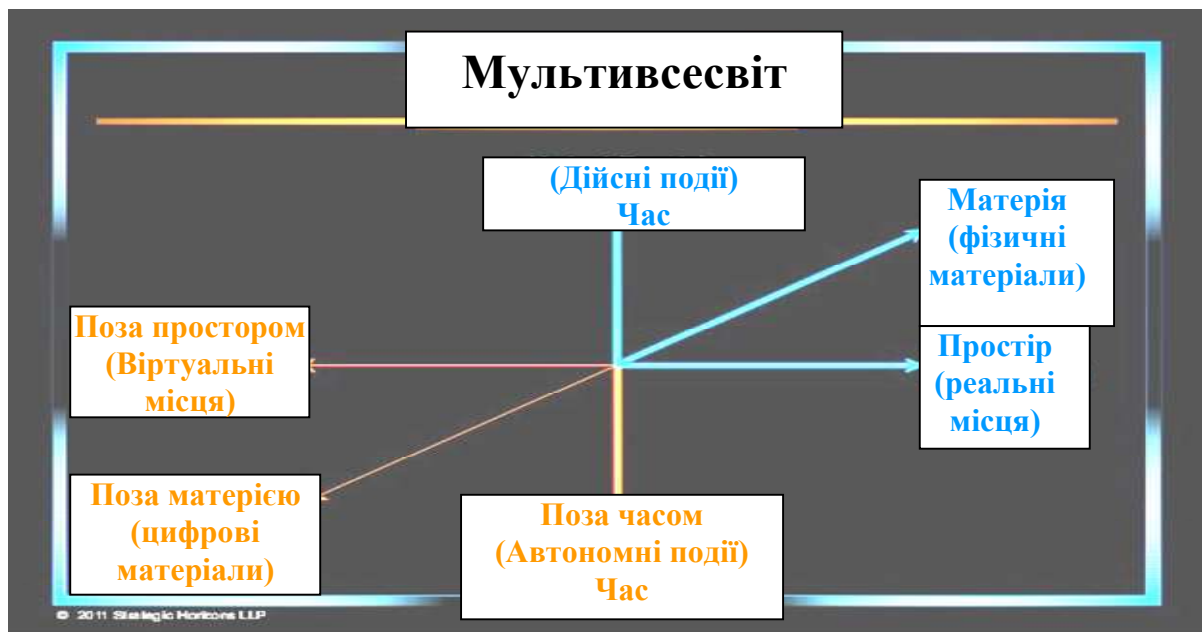 Мультивсесвіт
(Дійсні події)
Час
Матерія
(фізичні
матеріали)
Поза простором
(Віртуальні
місця)
Простір
(реальні
місця)
Поза матерією
(цифрові
матеріали)
Поза часом
(Автономні події)
Час
© 2011 Strategic Horizons LLP